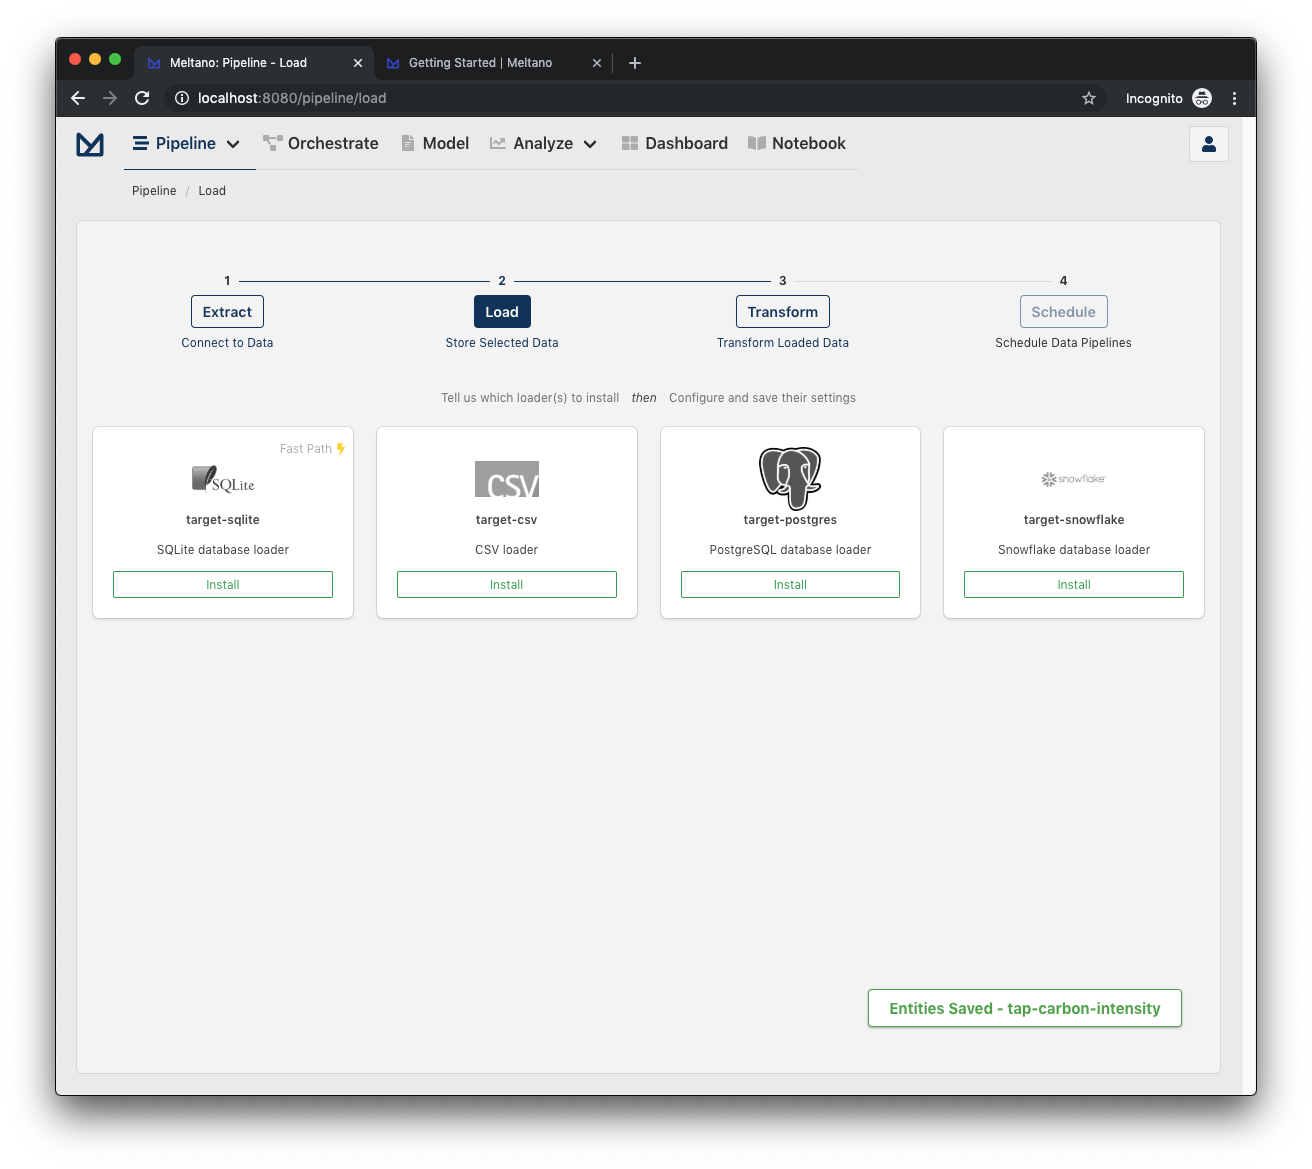 Meltano: Pipeline - Load
Getting Started | Meltano
localhost:8080/pipeline/load
Incognito
Pipeline Orchestrate Model Analyze Dashboard Notebook
Pipeline / Load
1 2 3 4
Extract Load Transform Schedule
Connect to Data Store Selected Data Transform Loaded Data Schedule Data Pipelines
Tell us which loader(s) to install then Configure and save their settings
Fast Path
SQLite
target-sqlite
SQLite database loader
Install
CSV
target-csv
CSV loader
Install
target-postgres
PostgreSQL database loader
Install
snowflake
target-snowflake
Snowflake database loader
Install
Entities Saved - tap-carbon-intensity